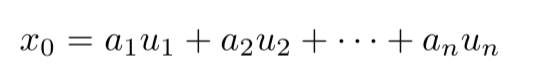 x₀ = a₁u₁ + a₂u₂ + ⋯ + aₙuₙ